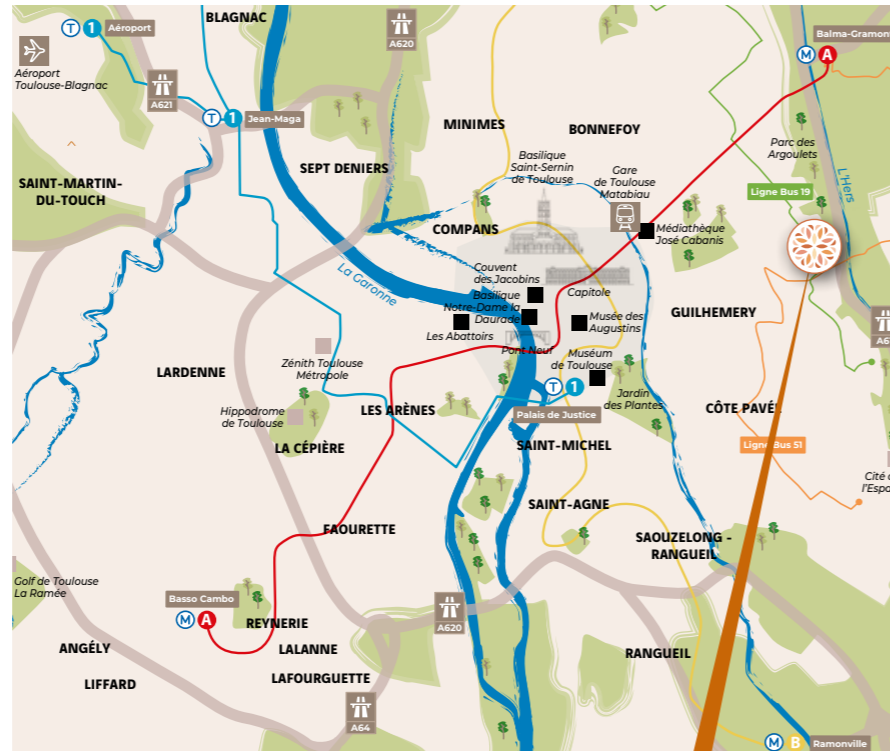 BLAGNAC
T 1 Aéroport
A620
Balma-Gramont
M A
Aéroport
Toulouse-Blagnac
A621
T 1 Jean-Maga
MINIMES
BONNEFOY
Parc des
Argoulets
L'Hers
SAINT-MARTIN-
DU-TOUCH
SEPT DENIERS
Basilique
Saint-Sernin
de Toulouse
Gare
de Toulouse
Matabiau
Ligne Bus 19
COMPANS
Médiathèque
José Cabanis
La Garonne
Couvent
des Jacobins
Capitole
Basilique
Notre-Dame la
Daurade
Musée des
Augustins
GUILHEMERY
Les Abattoirs
Pont Neuf
Muséum
de Toulouse
Zénith Toulouse
Métropole
LARDENNE
T 1
Jardin
des Plantes
Hippodrome
de Toulouse
LES ARÈNES
Palais de Justice
CÔTE PAVÉE
LA CÉPIÈRE
SAINT-MICHEL
Ligne Bus 51
Cité
l'Espa
SAINT-AGNE
FAOURETTE
SAOUZELONG -
RANGUEIL
Golf de Toulouse
La Ramée
Basso Cambo
M A
REYNERIE
A620
ANGÉLY
LALANNE
RANGUEIL
LIFFARD
LAFOURGUETTE
A64
M B Ramonville